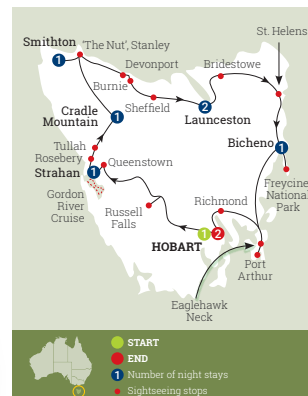 St. Helens
Smithton
'The Nut', Stanley
Devonport
Bridestowe
1
Burnie
Sheffield
2
Launceston
Cradle
Mountain
1
Bicheno
1
Tullah
Rosebery
Queenstown
Strahan
1
Freycinet
National
Park
Gordon
River
Cruise
Richmond
Russell
Falls
HOBART
1
2
Port
Arthur
Eaglehawk
Neck
START
END
1 Number of night stays
Sightseeing stops